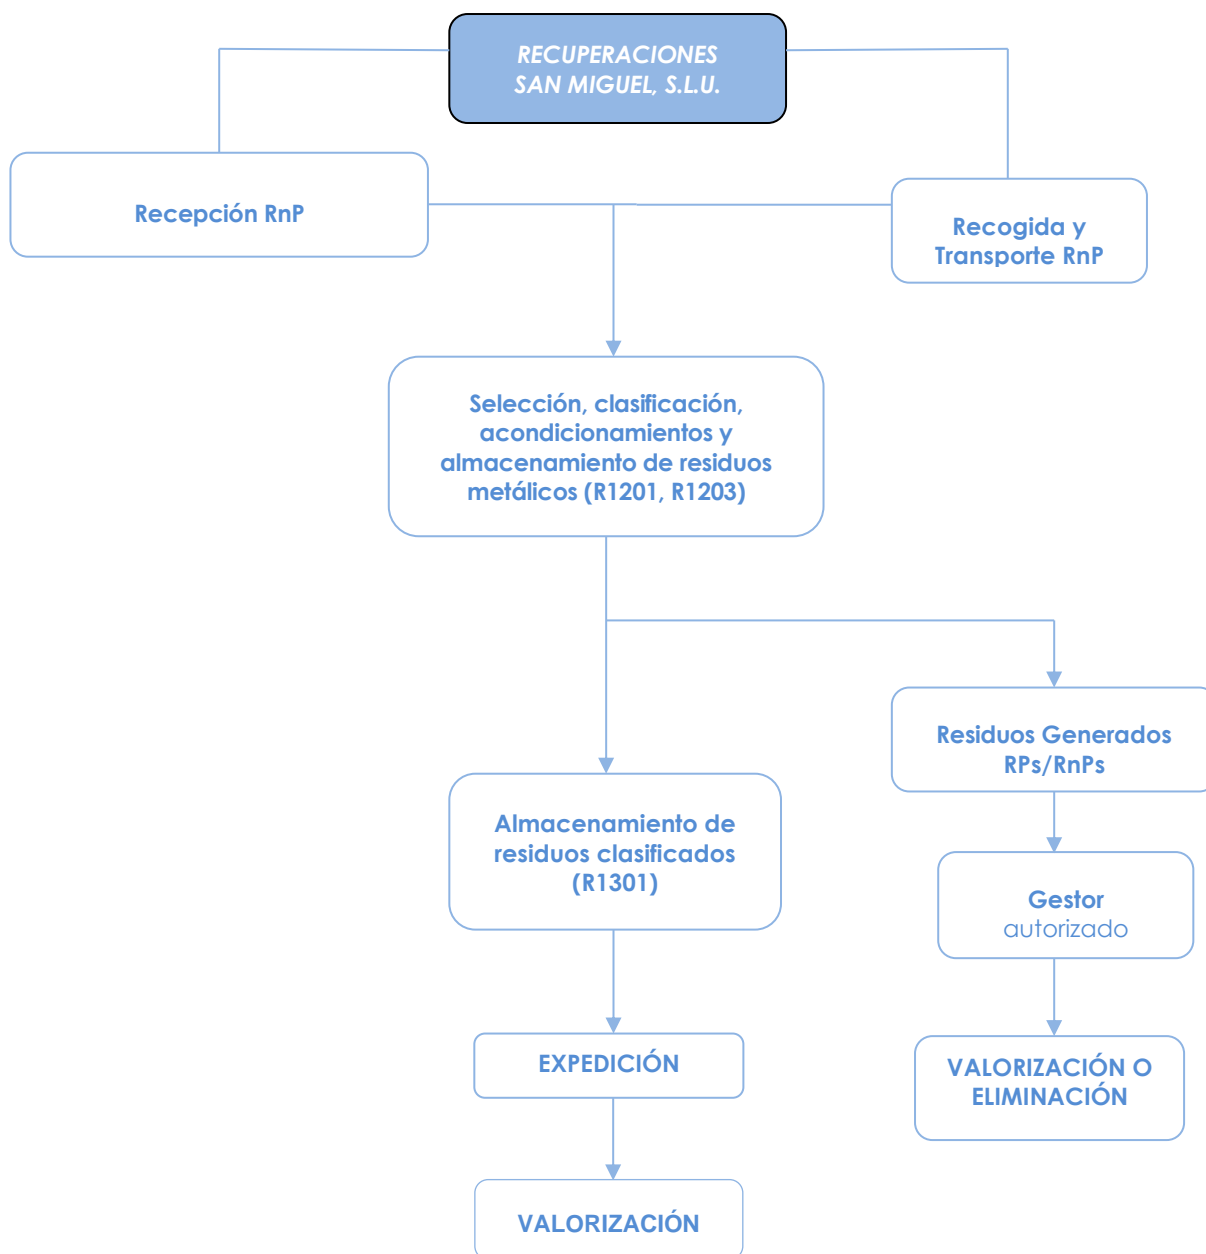 RECUPERACIONES
SAN MIGUEL, S.L.U.
Recepción RnP
Recogida y
Transporte RnP
Selección, clasificación,
acondicionamientos y
almacenamiento de residuos
metálicos (R1201, R1203)
Residuos Generados
RPs/RnPs
Almacenamiento de
residuos clasificados
(R1301)
Gestor
autorizado
EXPEDICIÓN
VALORIZACIÓN O
ELIMINACIÓN
VALORIZACIÓN